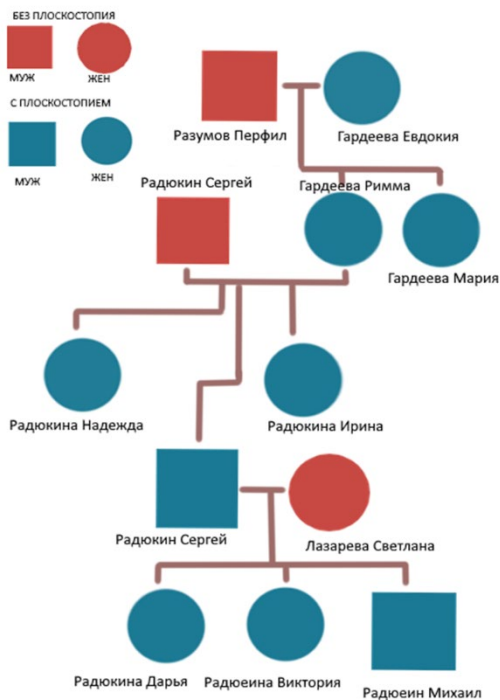 БЕЗ ПЛОСКОСТОПИЯ
МУЖ ЖЕН
С ПЛОСКОСТОПИЕМ
МУЖ ЖЕН
Разумов Перфил Гардеева Евдокия
Радюкин Сергей Гардеева Римма
Гардеева Мария
Радюкина Надежда Радюкина Ирина
Радюкин Сергей Лазарева Светлана
Радюкина Дарья Радюеина Виктория Радюеин Михаил